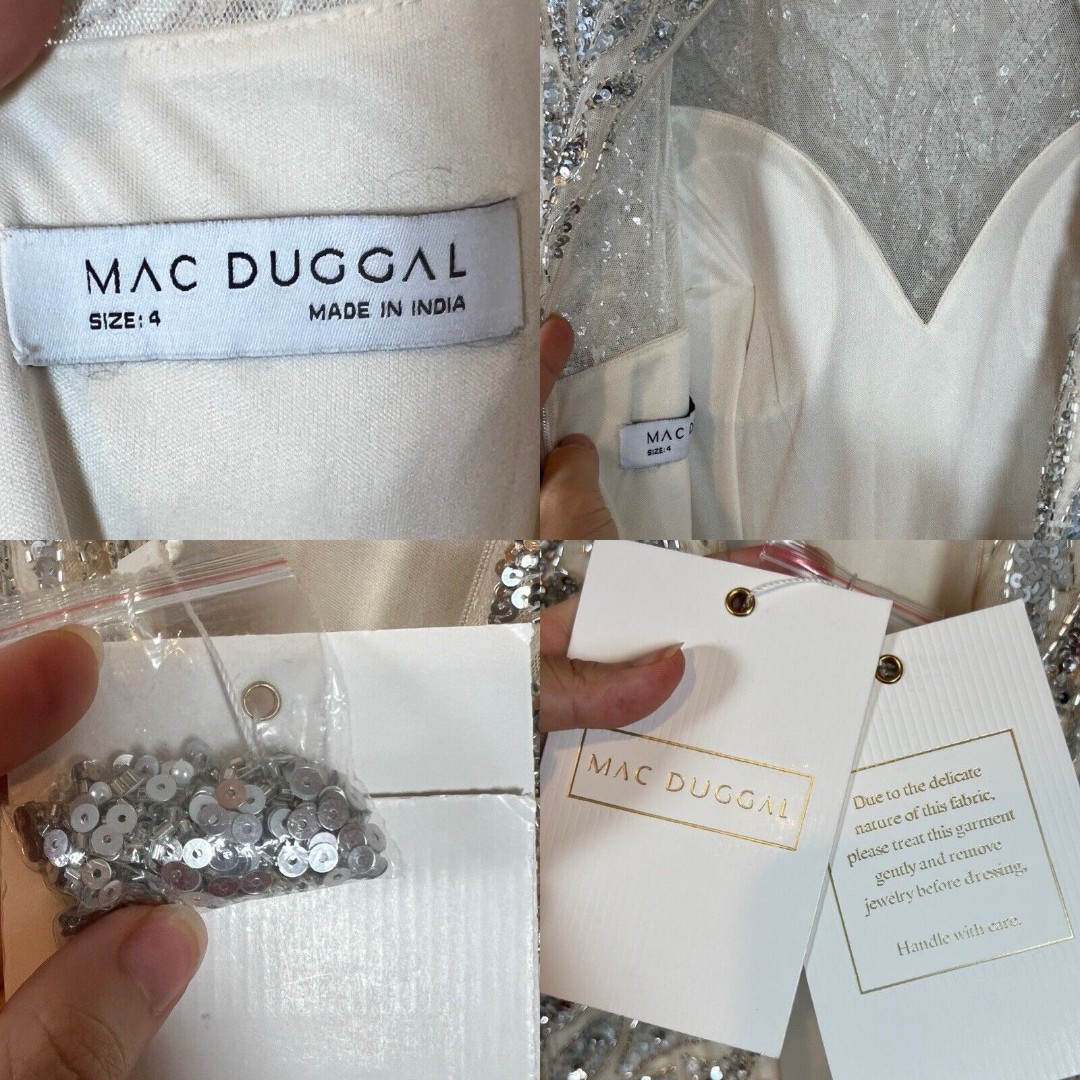 MAC DUGGAL
SIZE: 4 MADE IN INDIA
MAC D
SIZE: 4
MAC DUGGAL
Due to the delicate
nature of this fabric,
please treat this garment
gently and remove
jewelry before dressing,
Handle with care.